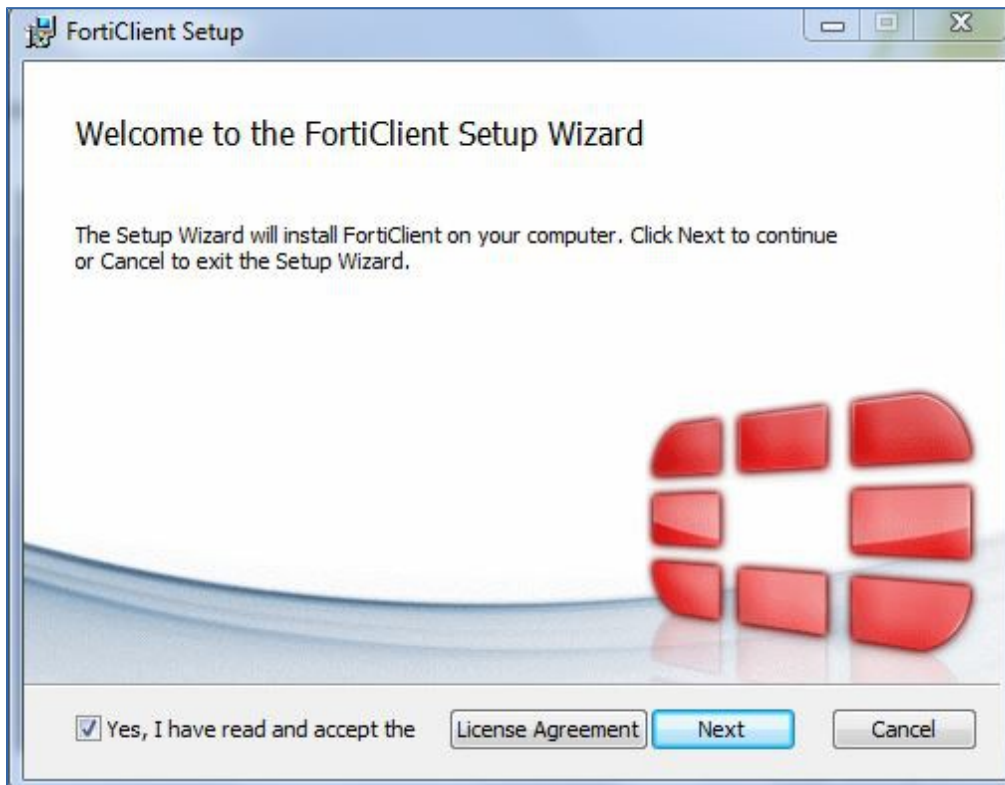 FortiClient Setup
Welcome to the FortiClient Setup Wizard
The Setup Wizard will install FortiClient on your computer. Click Next to continue
or Cancel to exit the Setup Wizard.
Yes, I have read and accept the License Agreement Next Cancel